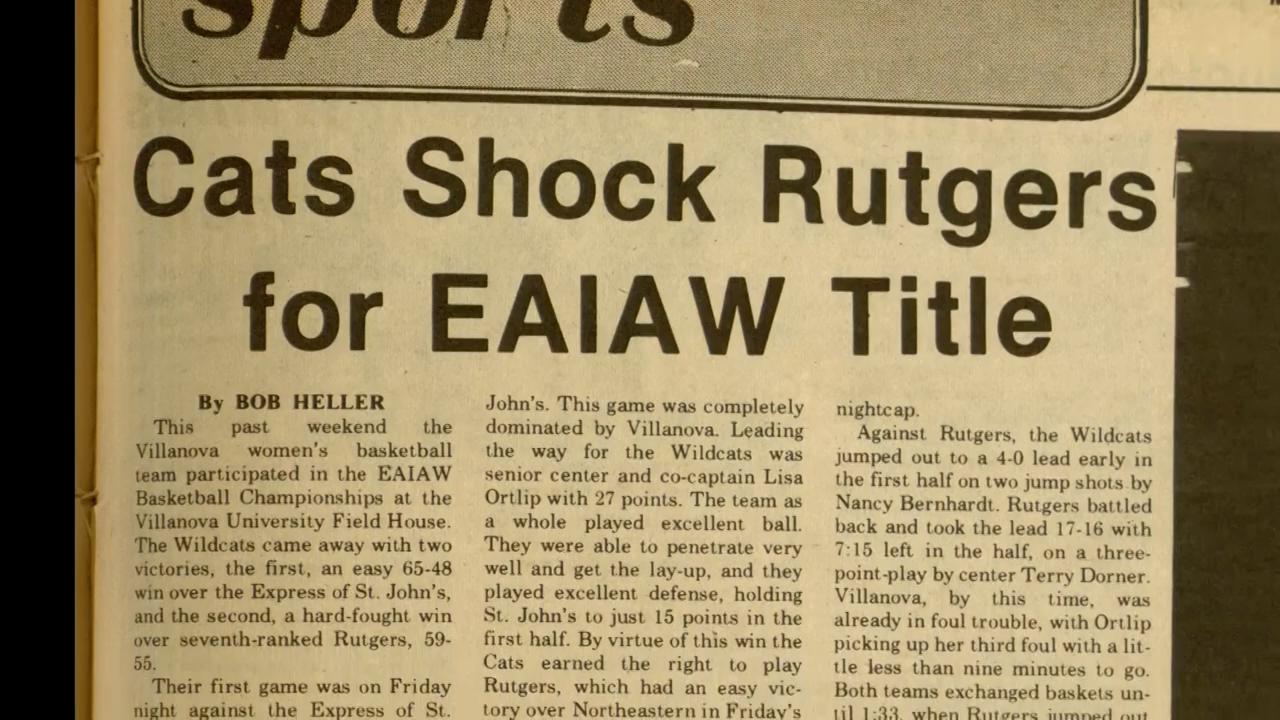 sports
Cats Shock Rutgers
for EAIAW Title
By BOB HELLER
This past weekend the
Villanova women's basketball
team participated in the EAIAW
Basketball Championships at the
Villanova University Field House.
The Wildcats came away with two
victories, the first, an easy 65-48
win over the Express of St. John's,
and the second, a hard-fought win
over seventh-ranked Rutgers, 59-
55.
Their first game was on Friday
night against the Express of St.
John's. This game was completely
dominated by Villanova. Leading
the way for the Wildcats was
senior center and co-captain Lisa
Ortlip with 27 points. The team as
a whole played excellent ball.
They were able to penetrate very
well and get the lay-up, and they
played excellent defense, holding
St. John's to just 15 points in the
first half. By virtue of this win the
Cats earned the right to play
Rutgers, which had an easy vic-
tory over Northeastern in Friday's
nightcap.
Against Rutgers, the Wildcats
jumped out to a 4-0 lead early in
the first half on two jump shots by
Nancy Bernhardt. Rutgers battled
back and took the lead 17-16 with
7:15 left in the half, on a three-
point-play by center Terry Dorner.
Villanova, by this time, was
already in foul trouble, with Ortlip
picking up her third foul with a lit-
tle less than nine minutes to go.
Both teams exchanged baskets un-
til 1:33, when Rutgers jumped out